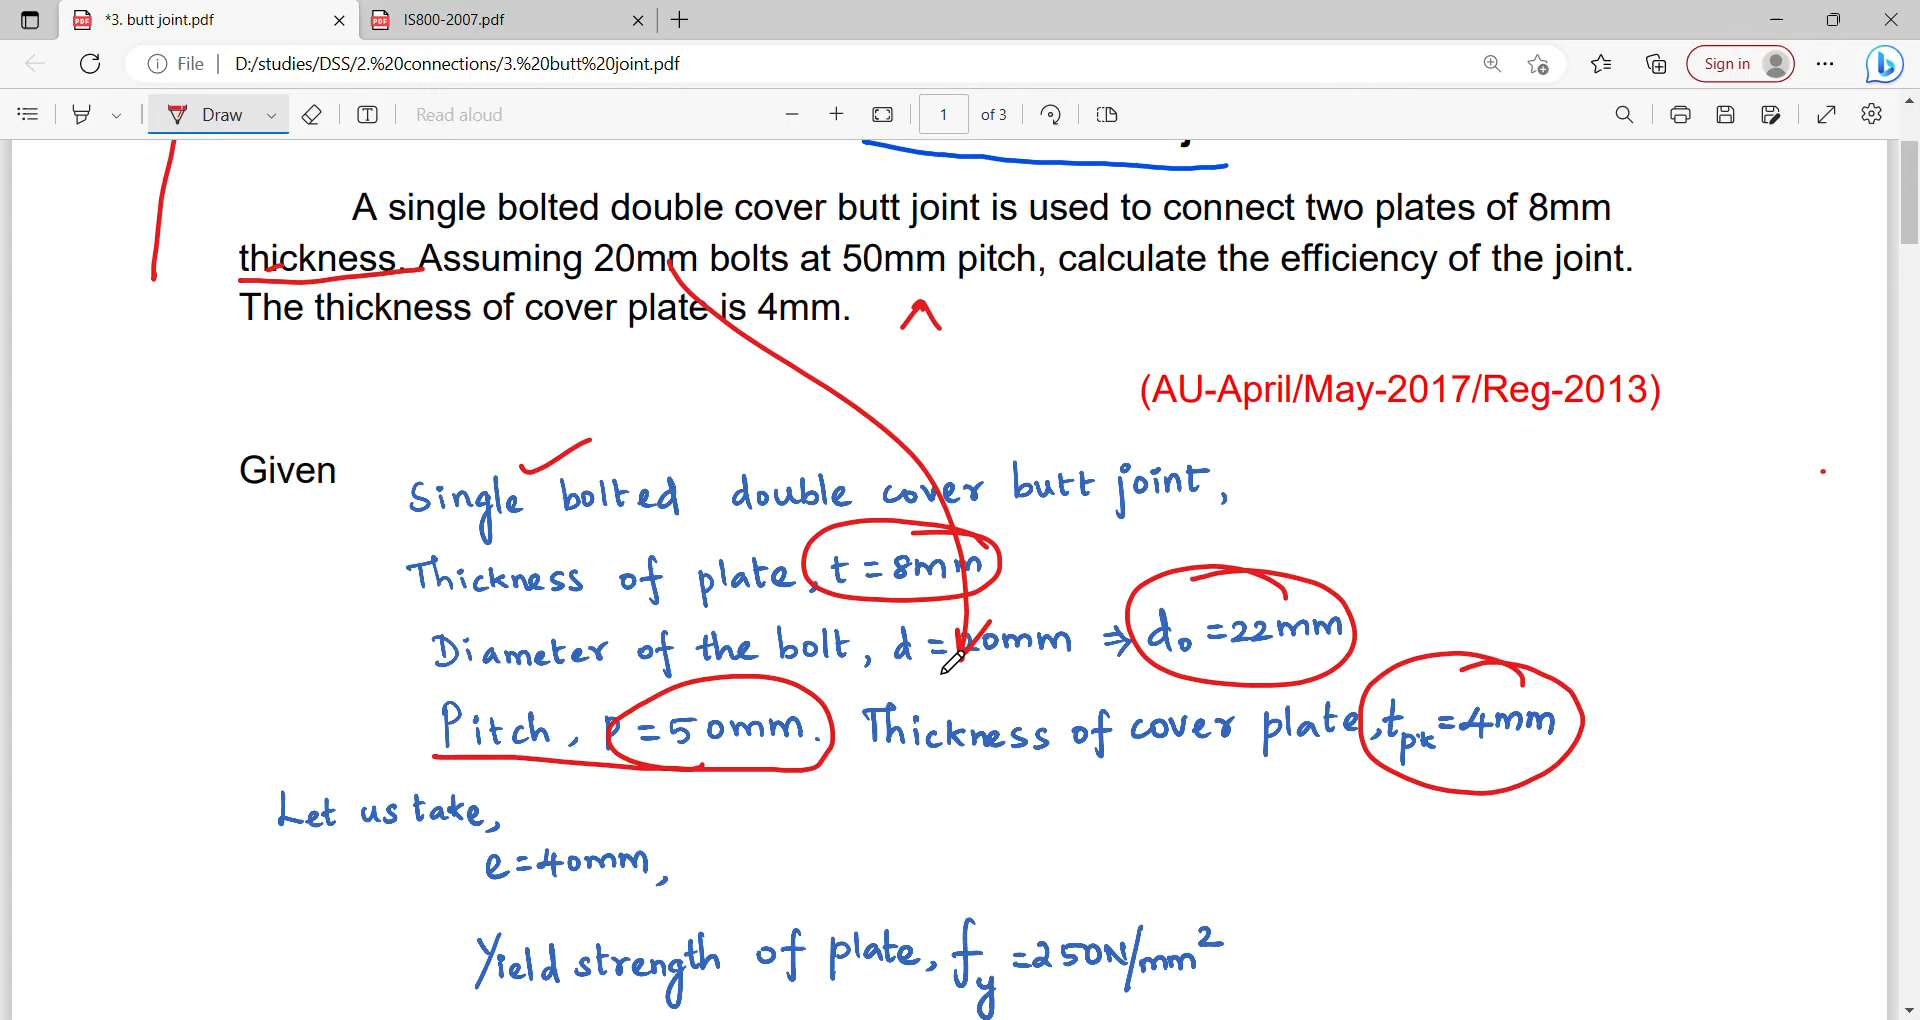 *3. butt joint.pdf
IS800-2007.pdf
File | D:/studies/DSS/2.%20connections/3.%20butt%20joint.pdf
Sign in
Draw
Read aloud
1 of 3
A single bolted double cover butt joint is used to connect two plates of 8mm
thickness. Assuming 20mm bolts at 50mm pitch, calculate the efficiency of the joint.
The thickness of cover plate is 4mm.
(AU-April/May-2017/Reg-2013)
Given
Single bolted double cover butt joint,
Thickness of plate, t = 8mm
Diameter of the bolt, d = 20mm ⇒ d₀ = 22mm
Pitch, P = 50mm. Thickness of cover plate, tpk = 4mm
Let us take,
e = 40mm,
Yield strength of plate, fy = 250N/mm²